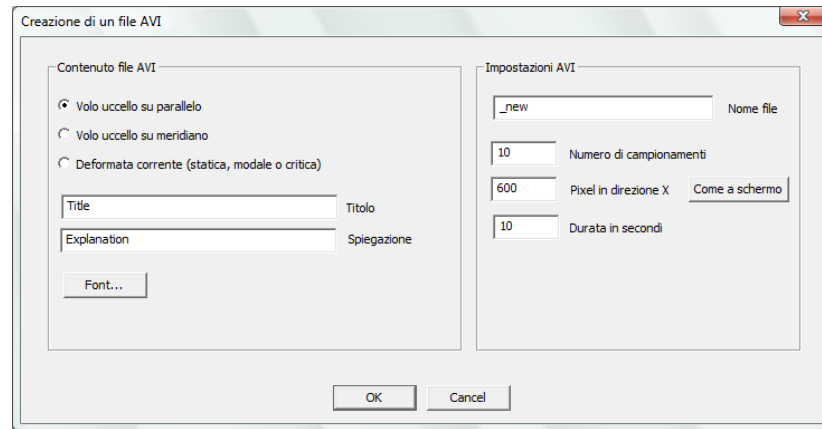 Creazione di un file AVI
Contenuto file AVI
Volo uccello su parallelo
Volo uccello su meridiano
Deformata corrente (statica, modale o critica)
Title Titolo
Explanation Spiegazione
Font...
Impostazioni AVI
_new Nome file
10 Numero di campionamenti
600 Pixel in direzione X Come a schermo
10 Durata in secondi
OK Cancel